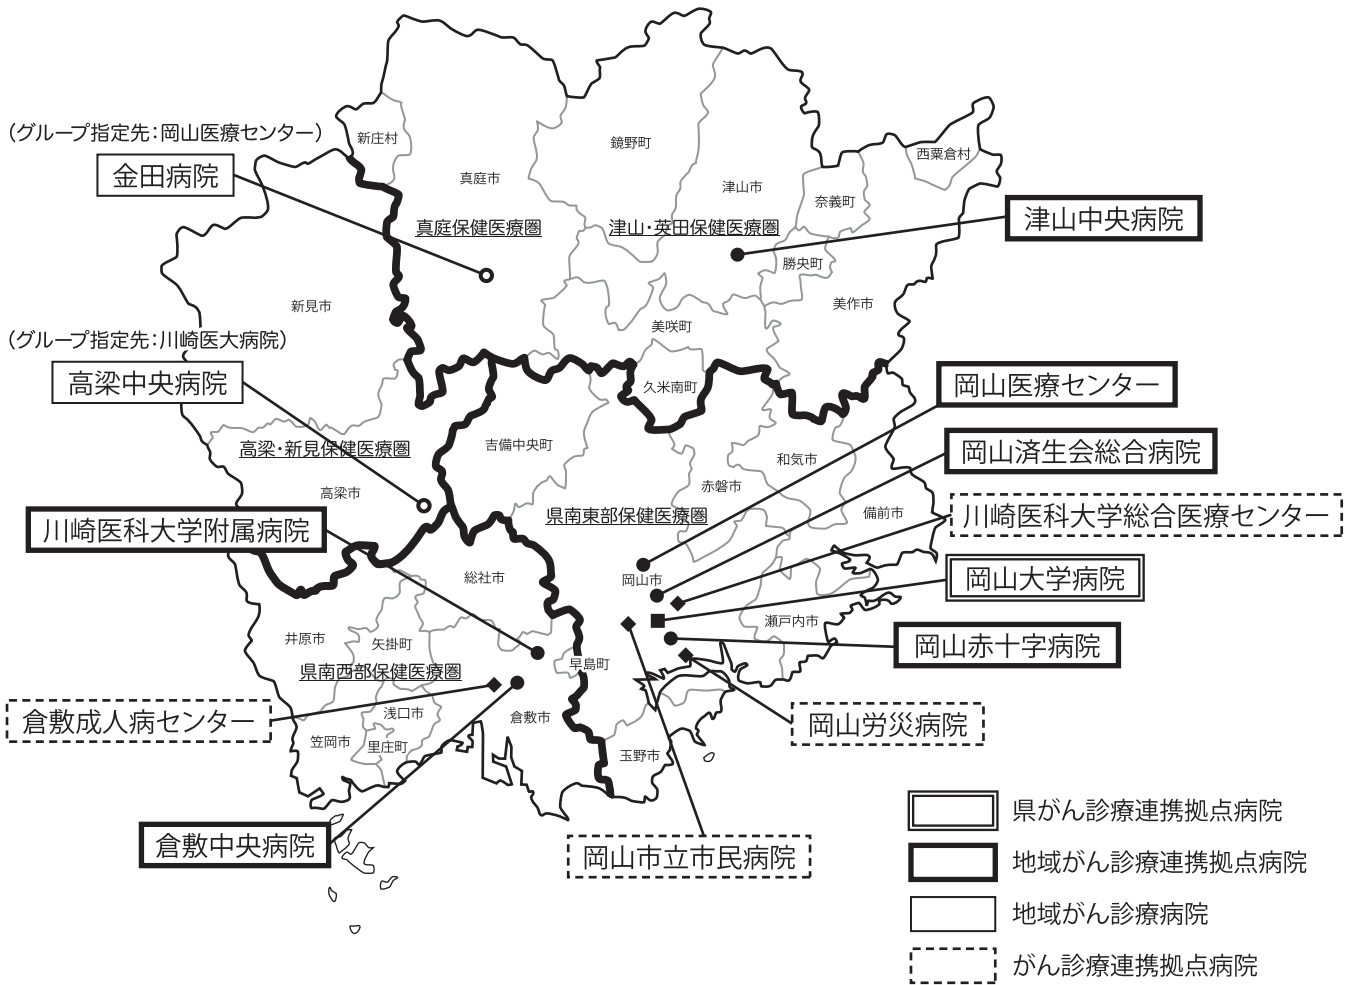 新庄村
鏡野町
西粟倉村
（グループ指定先：岡山医療センター）
金田病院
真庭市
津山市
奈義町
津山中央病院
真庭保健医療圏
津山・英田保健医療圏
勝央町
新見市
美作市
美咲町
（グループ指定先：川崎医大病院）
高梁中央病院
久米南町
岡山医療センター
吉備中央町
高梁・新見保健医療圏
和気市
岡山済生会総合病院
赤磐市
高梁市
県南東部保健医療圏
備前市
川崎医科大学総合医療センター
川崎医科大学附属病院
総社市
岡山市
岡山大学病院
瀬戸内市
井原市
矢掛町
岡山赤十字病院
早島町
県南西部保健医療圏
倉敷成人病センター
浅口市
倉敷市
岡山労災病院
笠岡市
里庄町
玉野市
倉敷中央病院
岡山市立市民病院
県がん診療連携拠点病院
地域がん診療連携拠点病院
地域がん診療病院
がん診療連携拠点病院